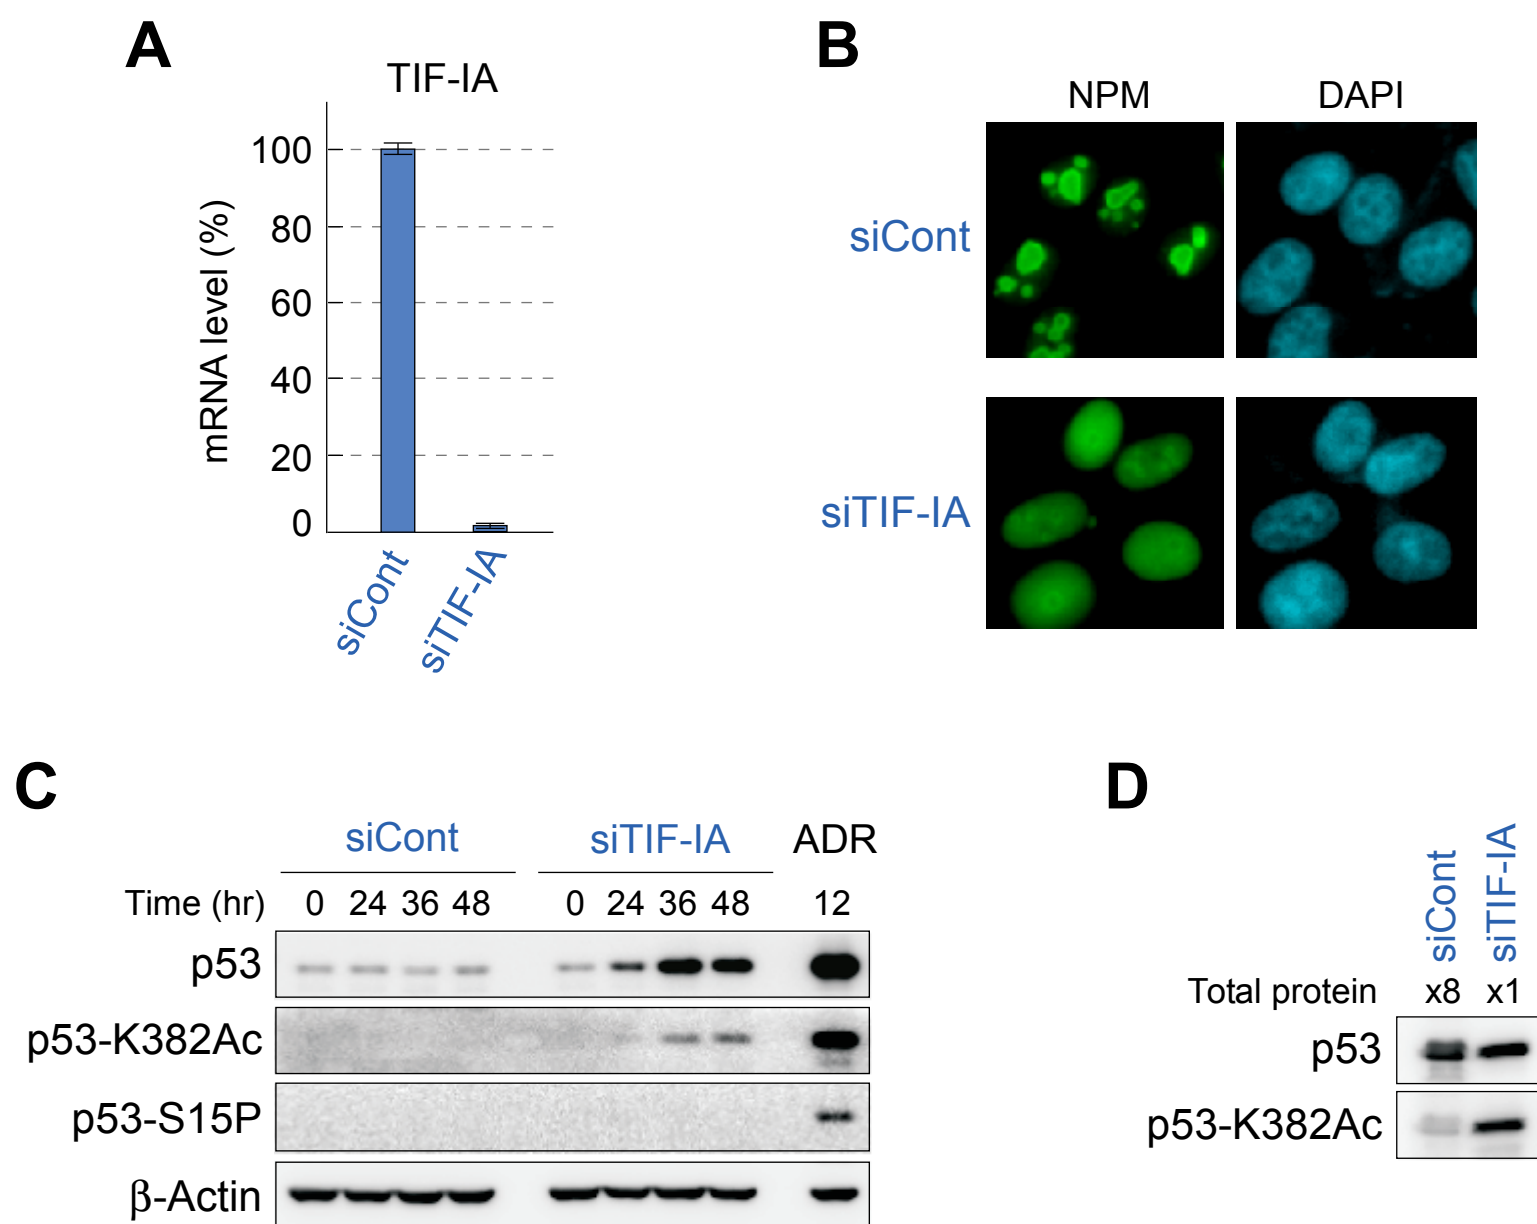 A
TIF-IA
mRNA level (%)
100
80
60
40
20
0
siCont
siTIF-IA
B
NPM DAPI
siCont
siTIF-IA
C
siCont siTIF-IA ADR
Time (hr) 0 24 36 48 0 24 36 48 12
p53
p53-K382Ac
p53-S15P
β-Actin
D
siCont siTIF-IA
Total protein x8 x1
p53
p53-K382Ac